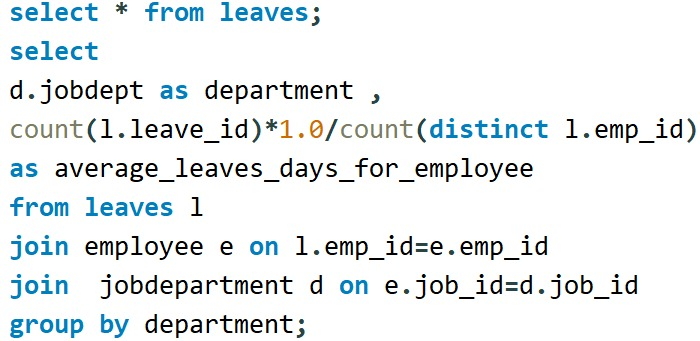 select * from leaves;
select
d.jobdept as department ,
count(l.leave_id)*1.0/count(distinct l.emp_id)
as average_leaves_days_for_employee
from leaves l
join employee e on l.emp_id=e.emp_id
join  jobdepartment d on e.job_id=d.job_id
group by department;